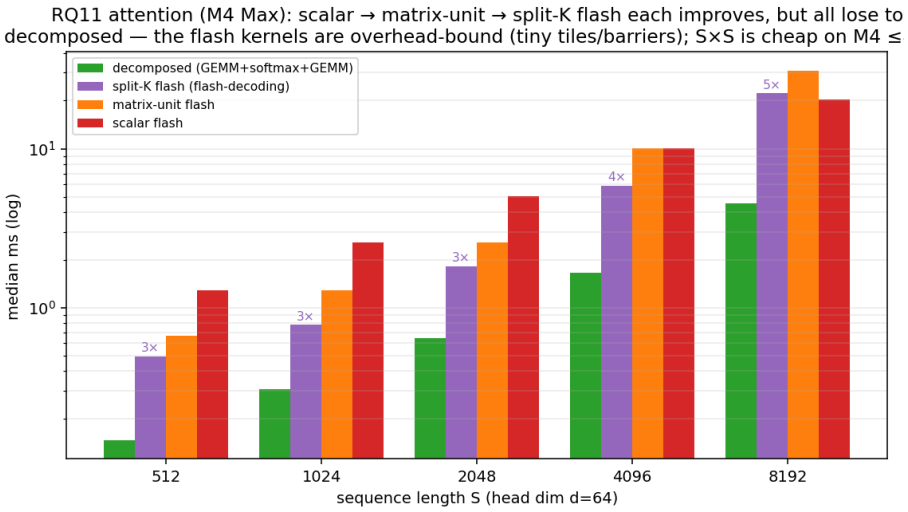 RQ11 attention (M4 Max): scalar → matrix-unit → split-K flash each improves, but all lose to
decomposed — the flash kernels are overhead-bound (tiny tiles/barriers); S×S is cheap on M4 ≤
decomposed (GEMM+softmax+GEMM)
split-K flash (flash-decoding)
matrix-unit flash
scalar flash
3×
3×
3×
4×
5×
median ms (log)
10¹
10⁰
512
1024
2048
4096
8192
sequence length S (head dim d=64)